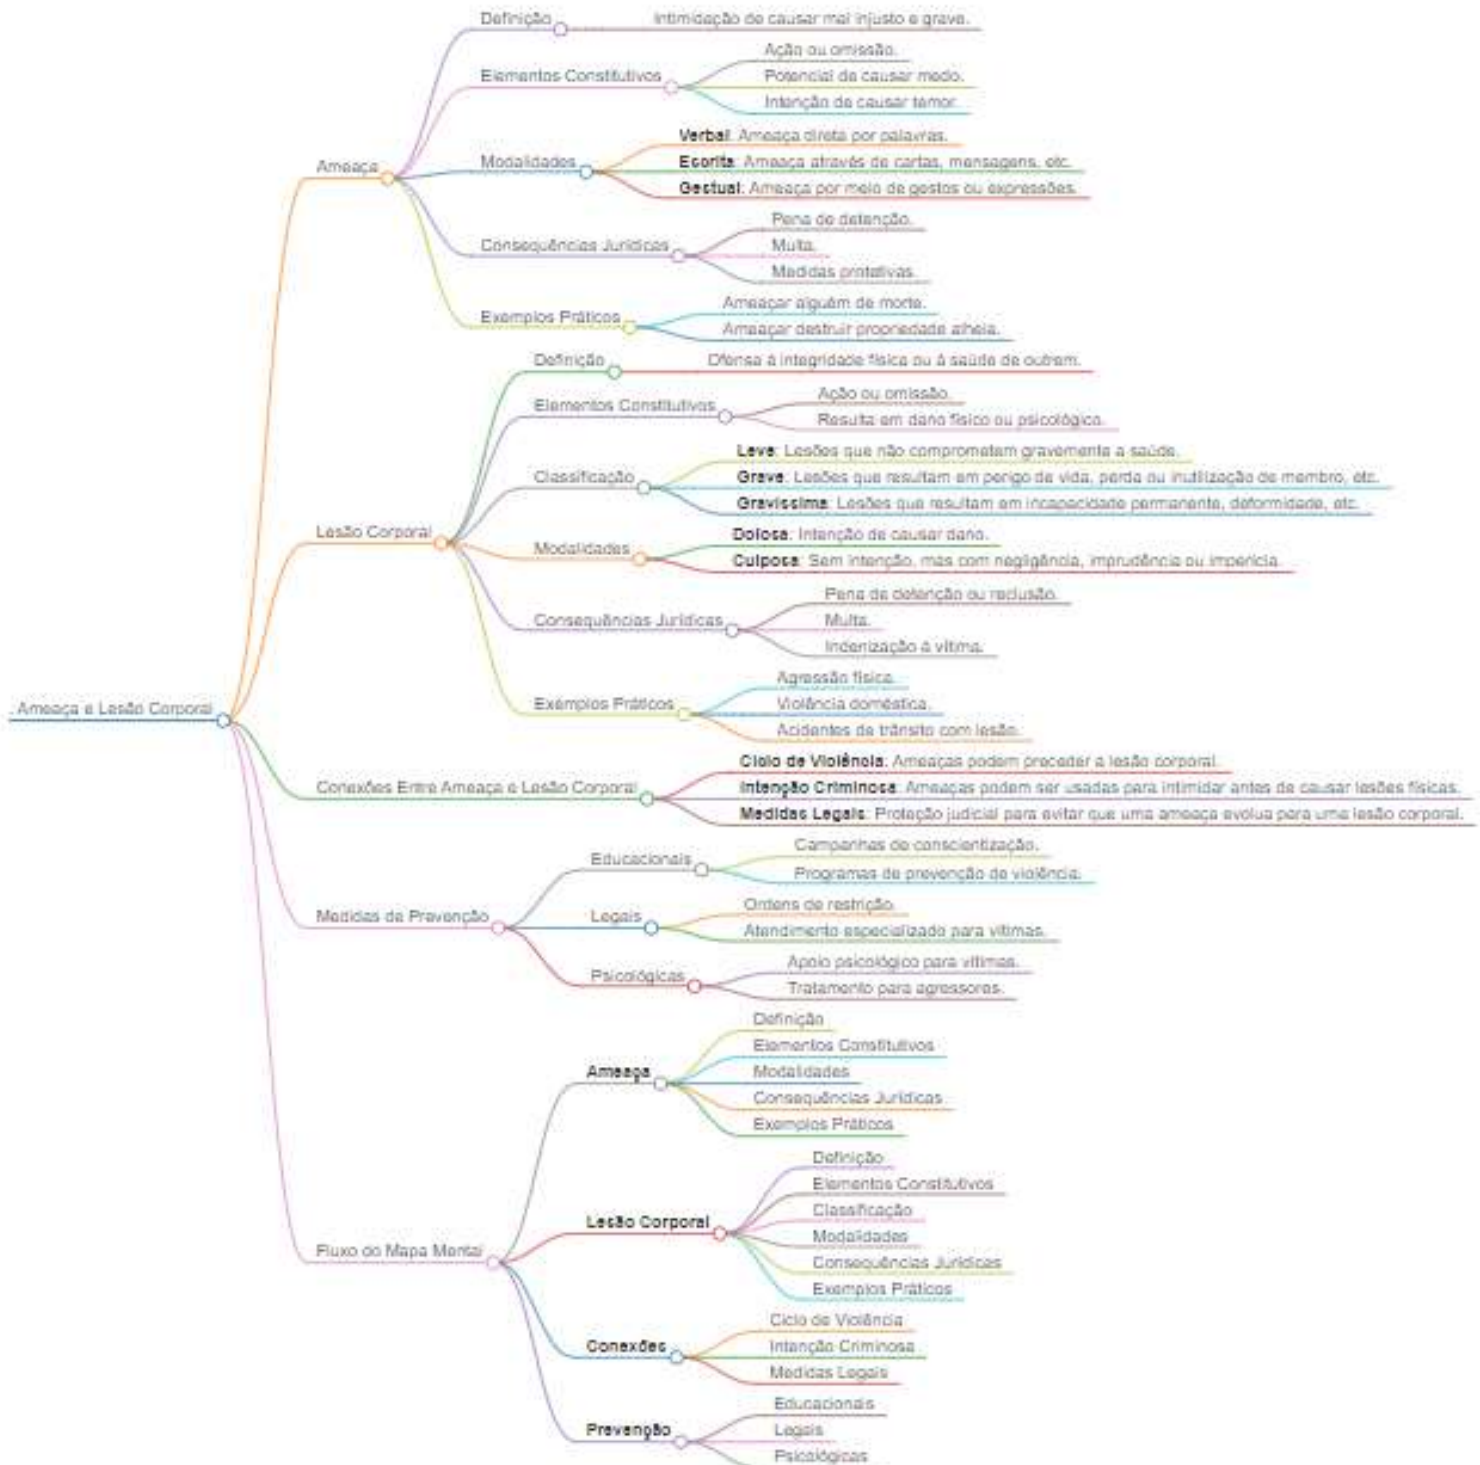 Definição
Intimidação de causar mal injusto e grave.
Elementos Constitutivos
Ação ou omissão.
Potencial de causar medo.
Intenção de causar temor.
Ameaça
Modalidades
Verbal: Ameaça direta por palavras.
Escrita: Ameaça através de cartas, mensagens, etc.
Gestual: Ameaça por meio de gestos ou expressões.
Consequências Jurídicas
Pena de detenção.
Multa.
Medidas protetivas.
Exemplos Práticos
Ameaçar alguém de morte.
Ameaçar destruir propriedade alheia.
Definição
Ofensa à integridade física ou à saúde de outrem.
Elementos Constitutivos
Ação ou omissão.
Resulta em dano físico ou psicológico.
Classificação
Leve: Lesões que não comprometem gravemente a saúde.
Grave: Lesões que resultam em perigo de vida, perda ou inutilização de membro, etc.
Gravíssima: Lesões que resultam em incapacidade permanente, deformidade, etc.
Lesão Corporal
Modalidades
Dolosa: Intenção de causar dano.
Culposa: Sem intenção, mas com negligência, imprudência ou imperícia.
Consequências Jurídicas
Pena de detenção ou reclusão.
Multa.
Indenização à vítima.
Exemplos Práticos
Agressão física.
Violência doméstica.
Acidentes de trânsito com lesão.
. Ameaça e Lesão Corporal
Conexões Entre Ameaça e Lesão Corporal
Ciclo de Violência: Ameaças podem preceder a lesão corporal.
Intenção Criminosa: Ameaças podem ser usadas para intimidar antes de causar lesões físicas.
Medidas Legais: Proteção judicial para evitar que uma ameaça evolua para uma lesão corporal.
Medidas de Prevenção
Educacionais
Campanhas de conscientização.
Programas de prevenção de violência.
Legais
Ordens de restrição.
Atendimento especializado para vítimas.
Psicológicas
Apoio psicológico para vítimas.
Tratamento para agressores.
Fluxo do Mapa Mental
Ameaça
Definição
Elementos Constitutivos
Modalidades
Consequências Jurídicas
Exemplos Práticos
Lesão Corporal
Definição
Elementos Constitutivos
Classificação
Modalidades
Consequências Jurídicas
Exemplos Práticos
Conexões
Ciclo de Violência
Intenção Criminosa
Medidas Legais
Prevenção
Educacionais
Legais
Psicológicas